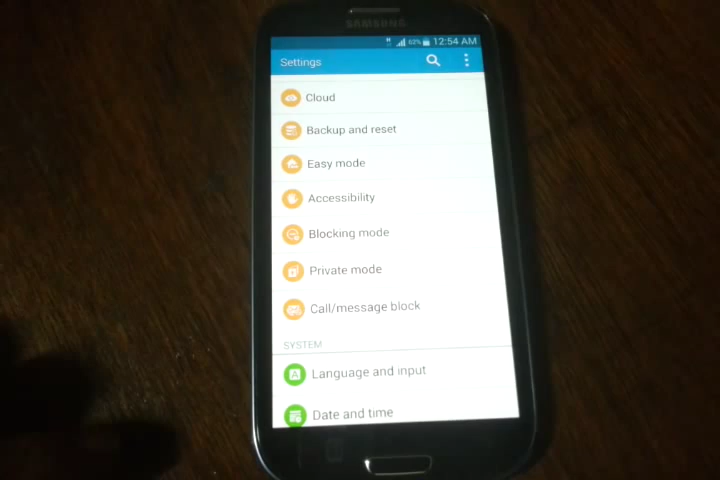 SAMSUNG
H 62% 12:54 AM
Settings
Cloud
Backup and reset
Easy mode
Accessibility
Blocking mode
Private mode
Call/message block
SYSTEM
Language and input
Date and time